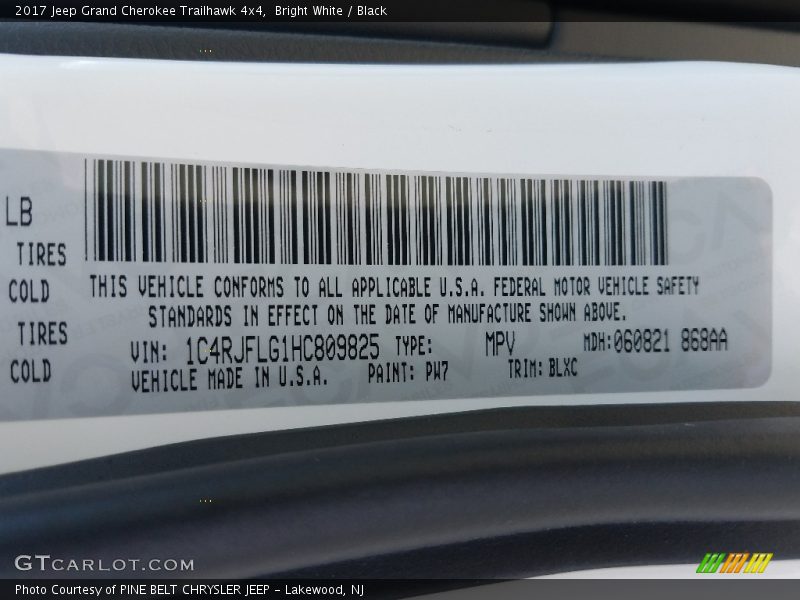 2017 Jeep Grand Cherokee Trailhawk 4x4,  Bright White / Black
LB
TIRES
COLD
TIRES
COLD
THIS VEHICLE CONFORMS TO ALL APPLICABLE U.S.A. FEDERAL MOTOR VEHICLE SAFETY
STANDARDS IN EFFECT ON THE DATE OF MANUFACTURE SHOWN ABOVE.
VIN: 1C4RJFLG1HC809825 TYPE: MPV MDH:060821 868AA
VEHICLE MADE IN U.S.A. PAINT: PW7 TRIM: BLXC
GTCARLOT.COM
Photo Courtesy of PINE BELT CHRYSLER JEEP - Lakewood, NJ